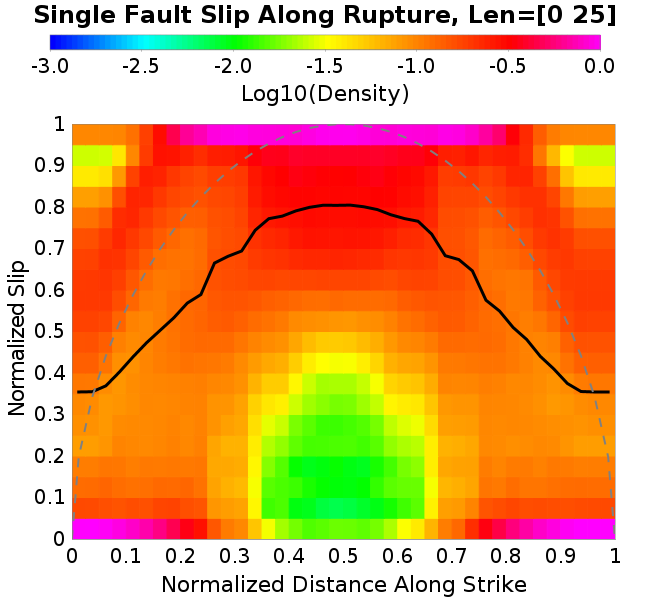 Single Fault Slip Along Rupture, Len=[0 25]
-3.0 -2.5 -2.0 -1.5 -1.0 -0.5 0.0
Log10(Density)
1
0.9
0.8
0.7
0.6
0.5
0.4
0.3
0.2
0.1
0
Normalized Slip
0 0.1 0.2 0.3 0.4 0.5 0.6 0.7 0.8 0.9 1
Normalized Distance Along Strike